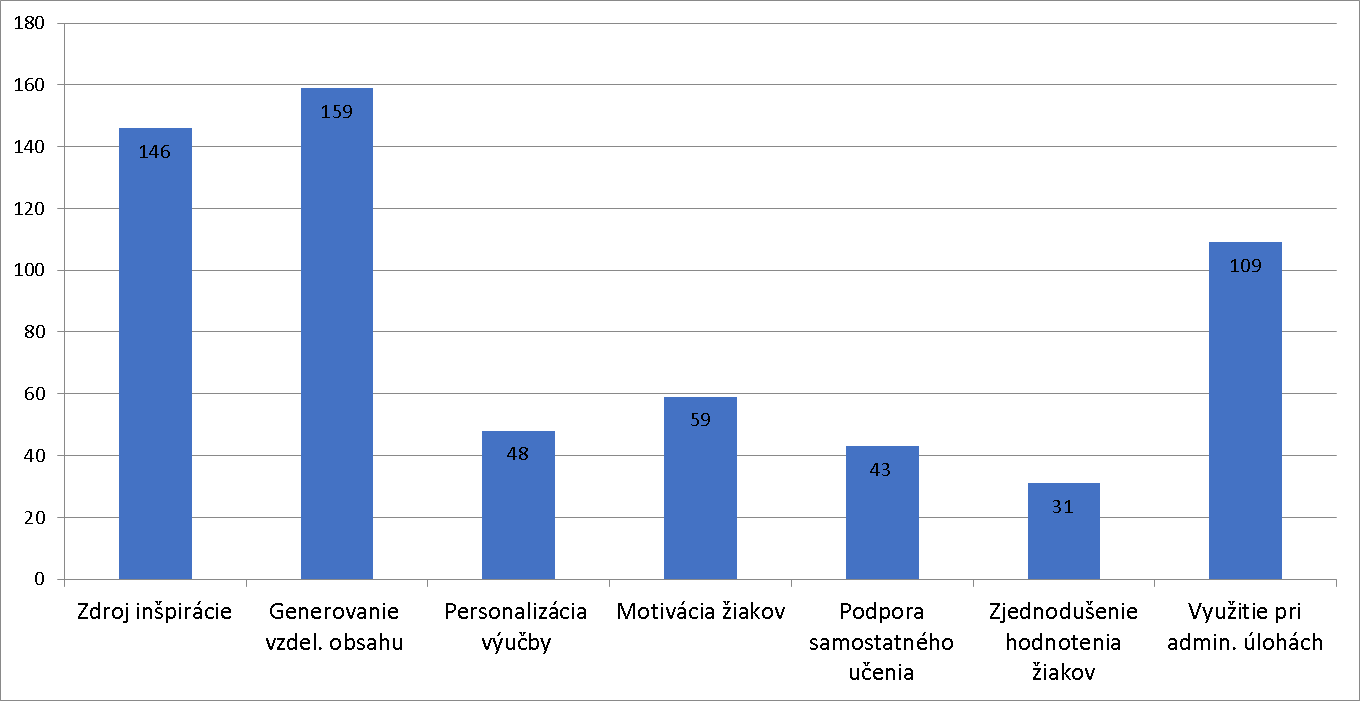 180
160
140
120
100
80
60
40
20
0
146
159
48
59
43
31
109
Zdroj inšpirácie
Generovanie
vzdel. obsahu
Personalizácia
výučby
Motivácia žiakov
Podpora
samostatného
učenia
Zjednodušenie
hodnotenia
žiakov
Využitie pri
admin. úlohách